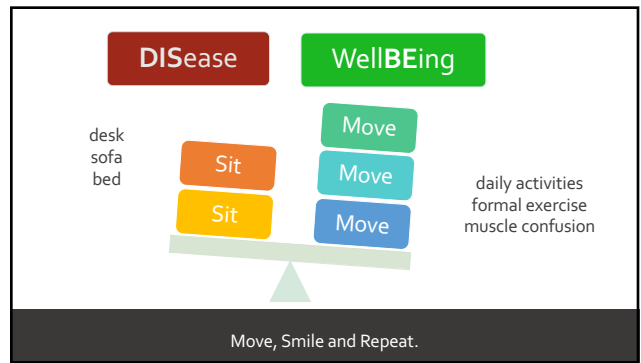 DISease
WellBEing
desk
sofa
bed
Sit
Sit
Move
Move
Move
daily activities
formal exercise
muscle confusion
Move, Smile and Repeat.